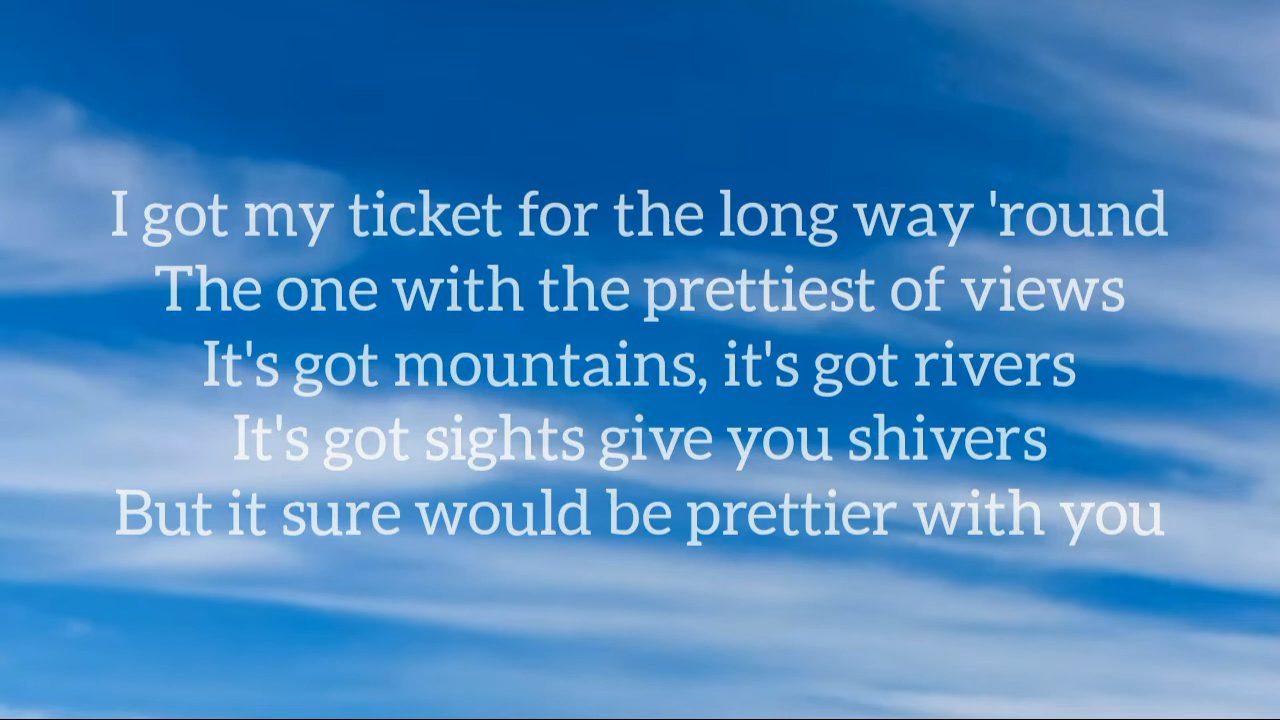 I got my ticket for the long way 'round
The one with the prettiest of views
It's got mountains, it's got rivers
It's got sights give you shivers
But it sure would be prettier with you